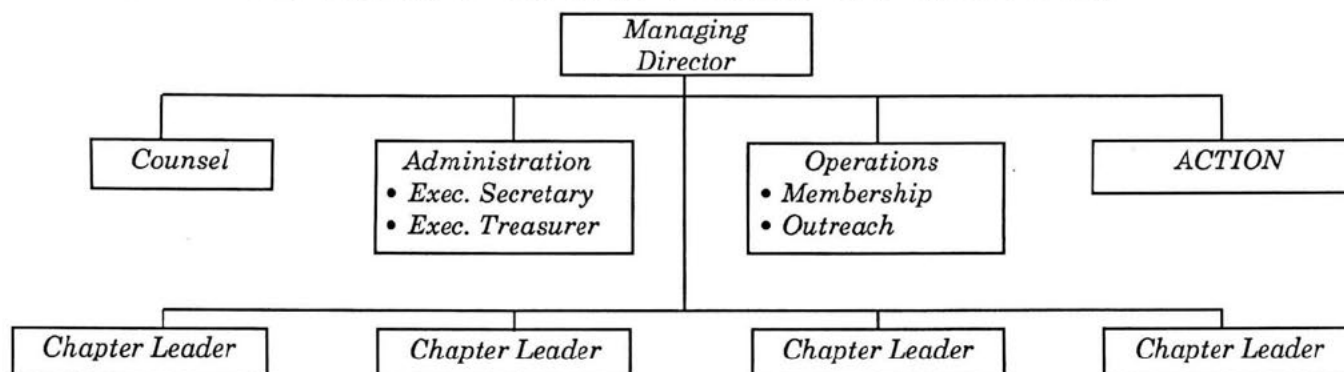 Managing
Director
Counsel
Administration
• Exec. Secretary
• Exec. Treasurer
Operations
• Membership
• Outreach
ACTION
Chapter Leader
Chapter Leader
Chapter Leader
Chapter Leader